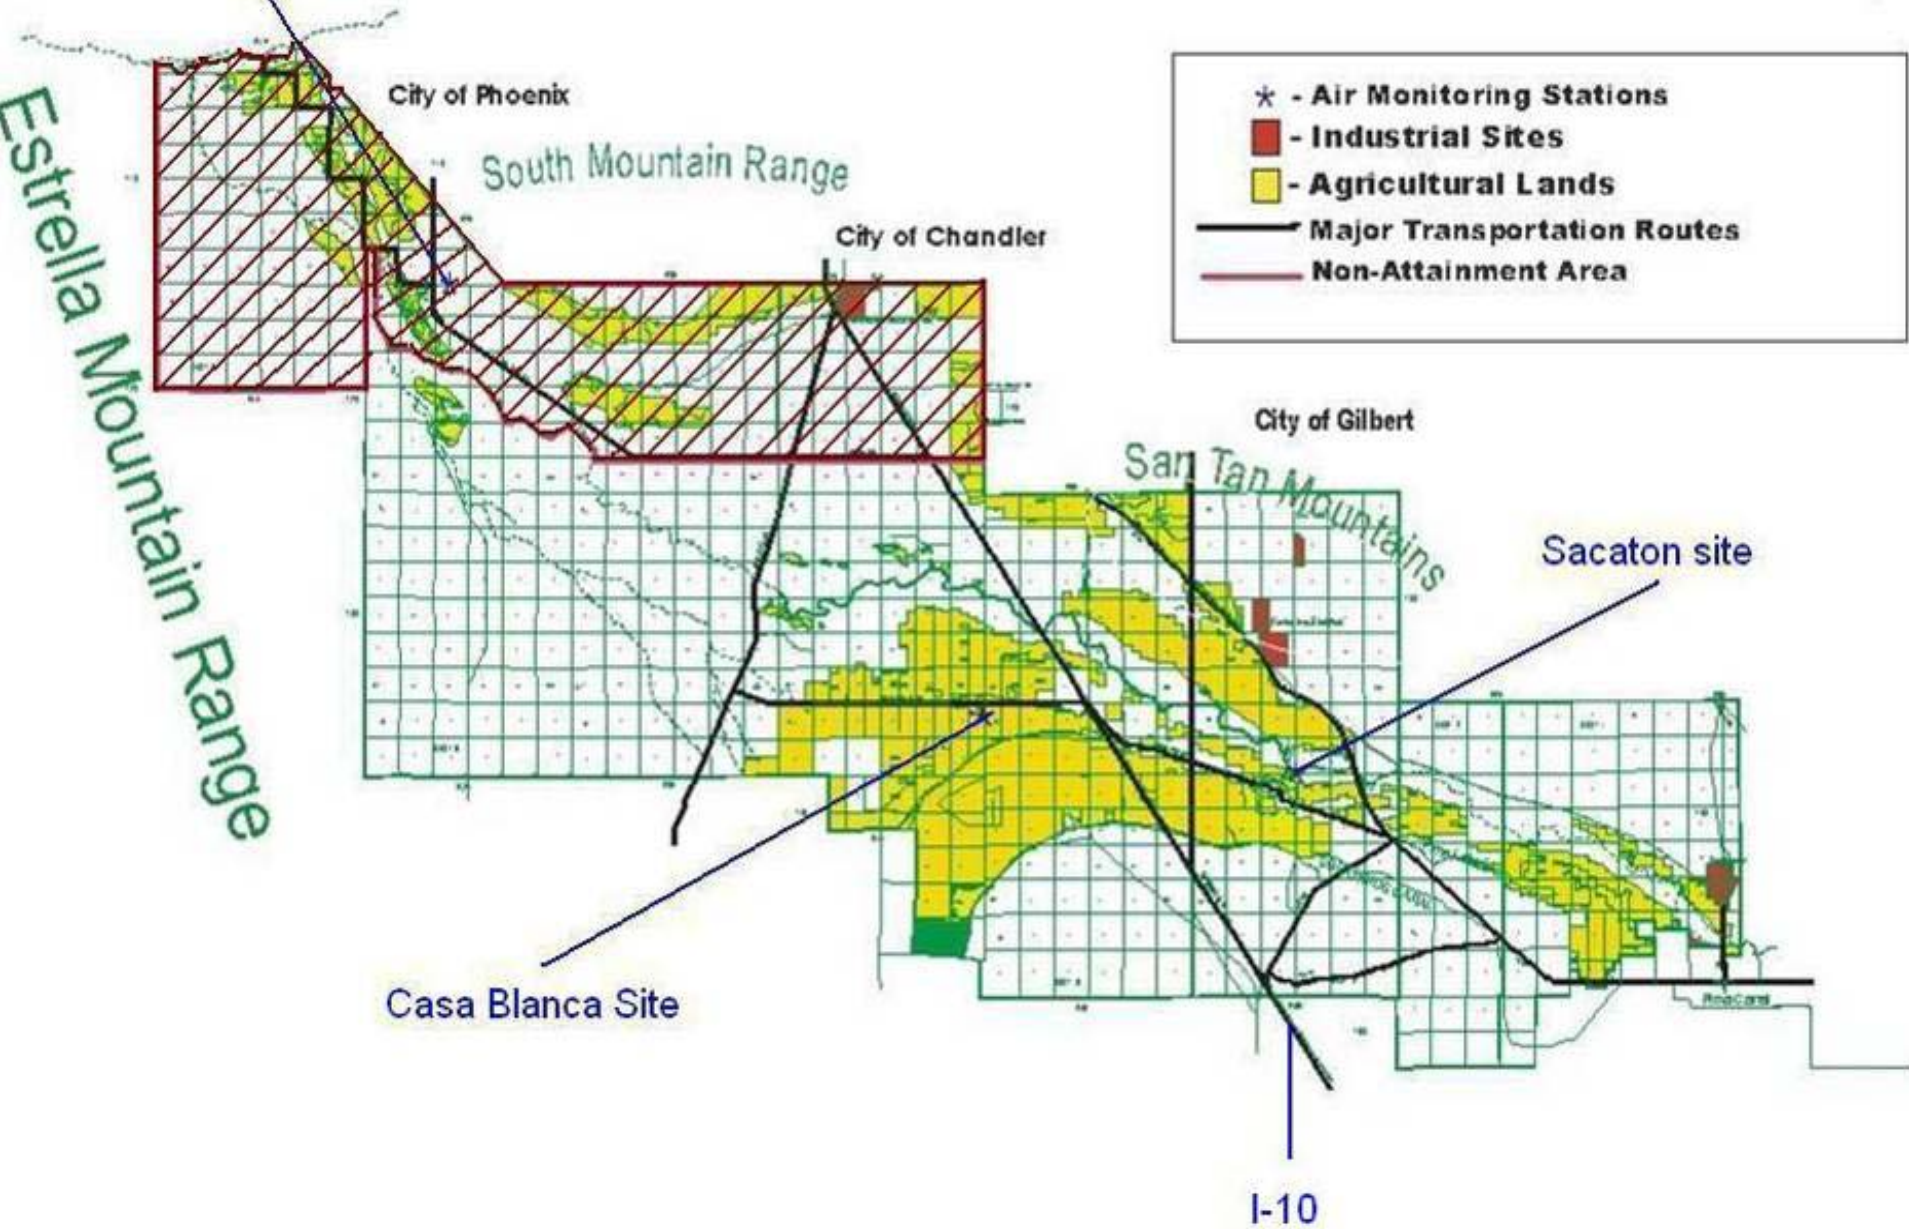 City of Phoenix
South Mountain Range
City of Chandler
* - Air Monitoring Stations
- Industrial Sites
- Agricultural Lands
Major Transportation Routes
Non-Attainment Area
Estrella Mountain Range
City of Gilbert
San Tan Mountains
Sacaton site
Casa Blanca Site
I-10